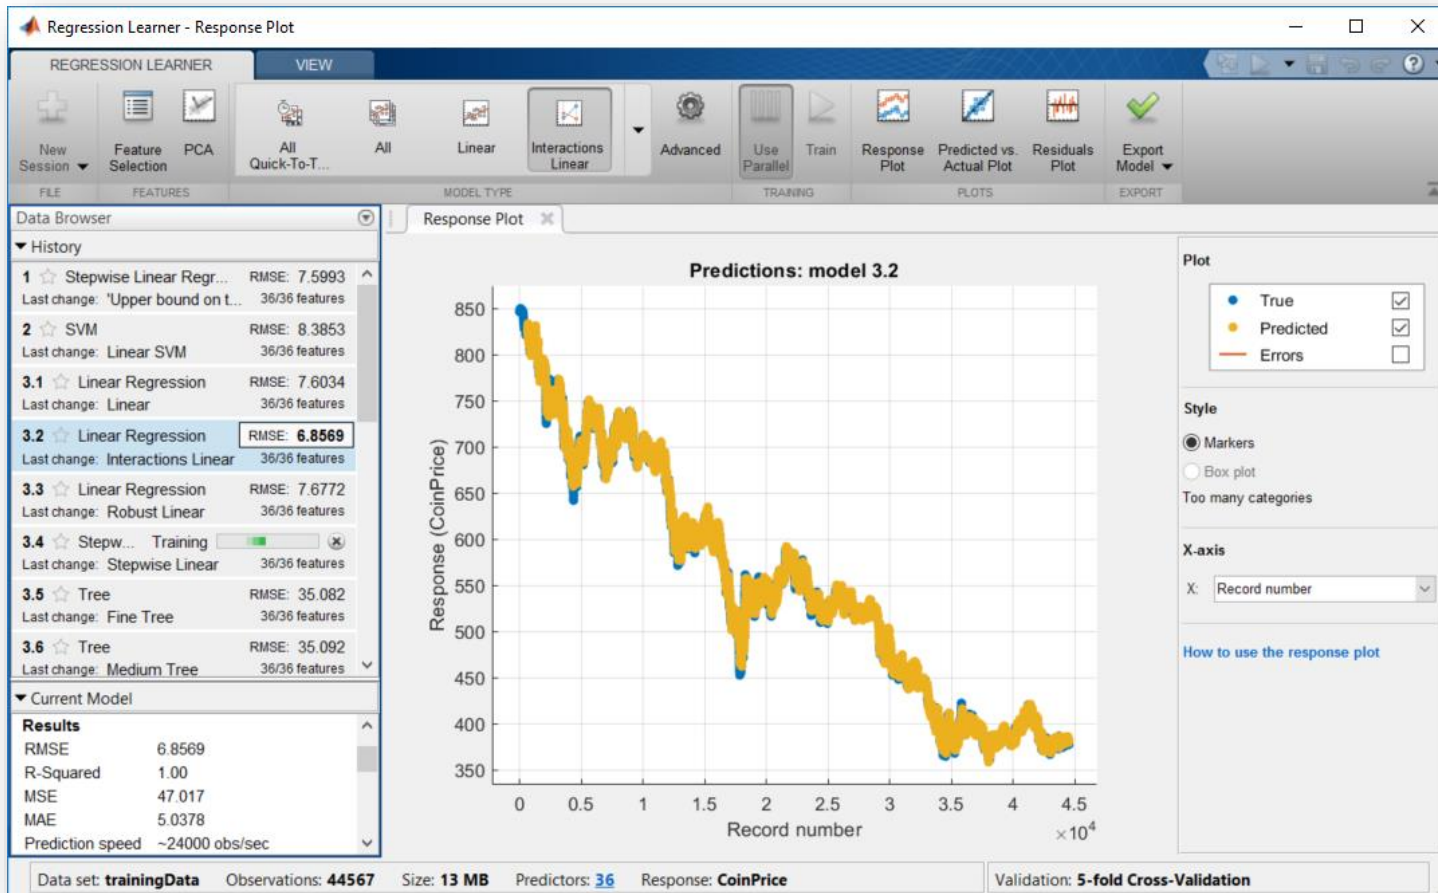 Regression Learner - Response Plot
REGRESSION LEARNER VIEW
New Session Feature Selection PCA All Quick-To-T... All Linear Interactions Linear Advanced Use Parallel Train Response Plot Predicted vs. Actual Plot Residuals Plot Export Model
FILE FEATURES MODEL TYPE TRAINING PLOTS EXPORT
Data Browser
History
1 Stepwise Linear Regr... RMSE: 7.5993
Last change: 'Upper bound on t... 36/36 features
2 SVM RMSE: 8.3853
Last change: Linear SVM 36/36 features
3.1 Linear Regression RMSE: 7.6034
Last change: Linear 36/36 features
3.2 Linear Regression RMSE: 6.8569
Last change: Interactions Linear 36/36 features
3.3 Linear Regression RMSE: 7.6772
Last change: Robust Linear 36/36 features
3.4 Stepw... Training
Last change: Stepwise Linear 36/36 features
3.5 Tree RMSE: 35.082
Last change: Fine Tree 36/36 features
3.6 Tree RMSE: 35.092
Last change: Medium Tree 36/36 features
Current Model
Results
RMSE 6.8569
R-Squared 1.00
MSE 47.017
MAE 5.0378
Prediction speed ~24000 obs/sec
Response Plot
Predictions: model 3.2
Response (CoinPrice)
850
800
750
700
650
600
550
500
450
400
350
0 0.5 1 1.5 2 2.5 3 3.5 4 4.5
Record number
×10⁴
Plot
True
Predicted
Errors
Style
Markers
Box plot
Too many categories
X-axis
X: Record number
How to use the response plot
Data set: trainingData Observations: 44567 Size: 13 MB Predictors: 36 Response: CoinPrice Validation: 5-fold Cross-Validation